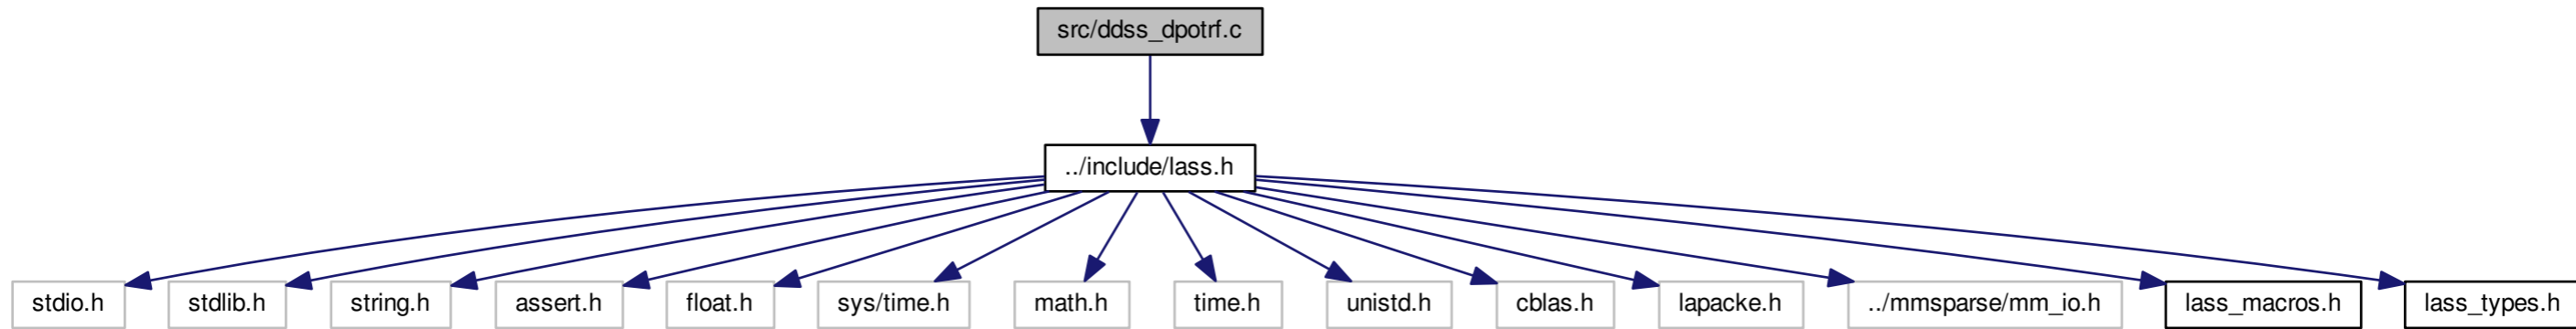 src/ddss_dpotrf.c
../include/lass.h
stdio.h
stdlib.h
string.h
assert.h
float.h
sys/time.h
math.h
time.h
unistd.h
cblas.h
lapacke.h
../mmsparse/mm_io.h
lass_macros.h
lass_types.h